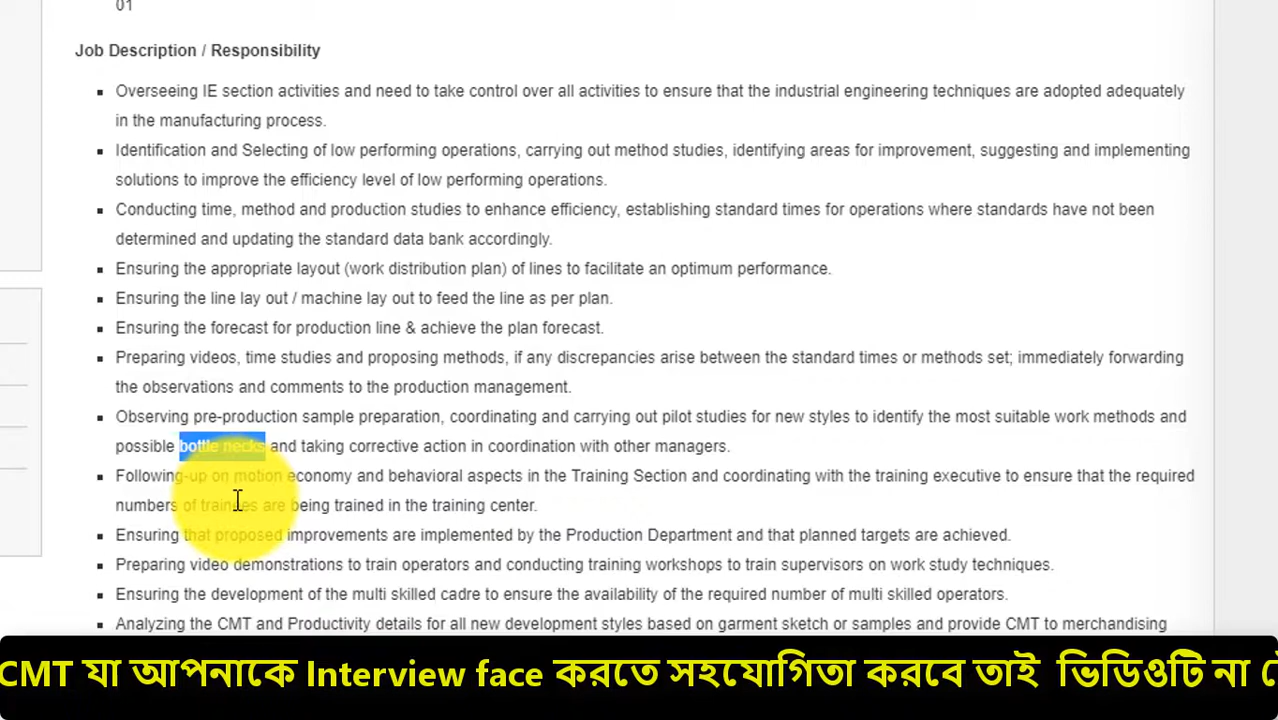 01
Job Description / Responsibility
Overseeing IE section activities and need to take control over all activities to ensure that the industrial engineering techniques are adopted adequately
in the manufacturing process.
Identification and Selecting of low performing operations, carrying out method studies, identifying areas for improvement, suggesting and implementing
solutions to improve the efficiency level of low performing operations.
Conducting time, method and production studies to enhance efficiency, establishing standard times for operations where standards have not been
determined and updating the standard data bank accordingly.
Ensuring the appropriate layout (work distribution plan) of lines to facilitate an optimum performance.
Ensuring the line lay out / machine lay out to feed the line as per plan.
Ensuring the forecast for production line & achieve the plan forecast.
Preparing videos, time studies and proposing methods, if any discrepancies arise between the standard times or methods set; immediately forwarding
the observations and comments to the production management.
Observing pre-production sample preparation, coordinating and carrying out pilot studies for new styles to identify the most suitable work methods and
possible bottle necks and taking corrective action in coordination with other managers.
Following-up on motion economy and behavioral aspects in the Training Section and coordinating with the training executive to ensure that the required
numbers of trainees are being trained in the training center.
Ensuring that proposed improvements are implemented by the Production Department and that planned targets are achieved.
Preparing video demonstrations to train operators and conducting training workshops to train supervisors on work study techniques.
Ensuring the development of the multi skilled cadre to ensure the availability of the required number of multi skilled operators.
Analyzing the CMT and Productivity details for all new development styles based on garment sketch or samples and provide CMT to merchandising
CMT যা আপনাকে Interview face করতে সহযোগিতা করবে তাই ভিডিওটি না